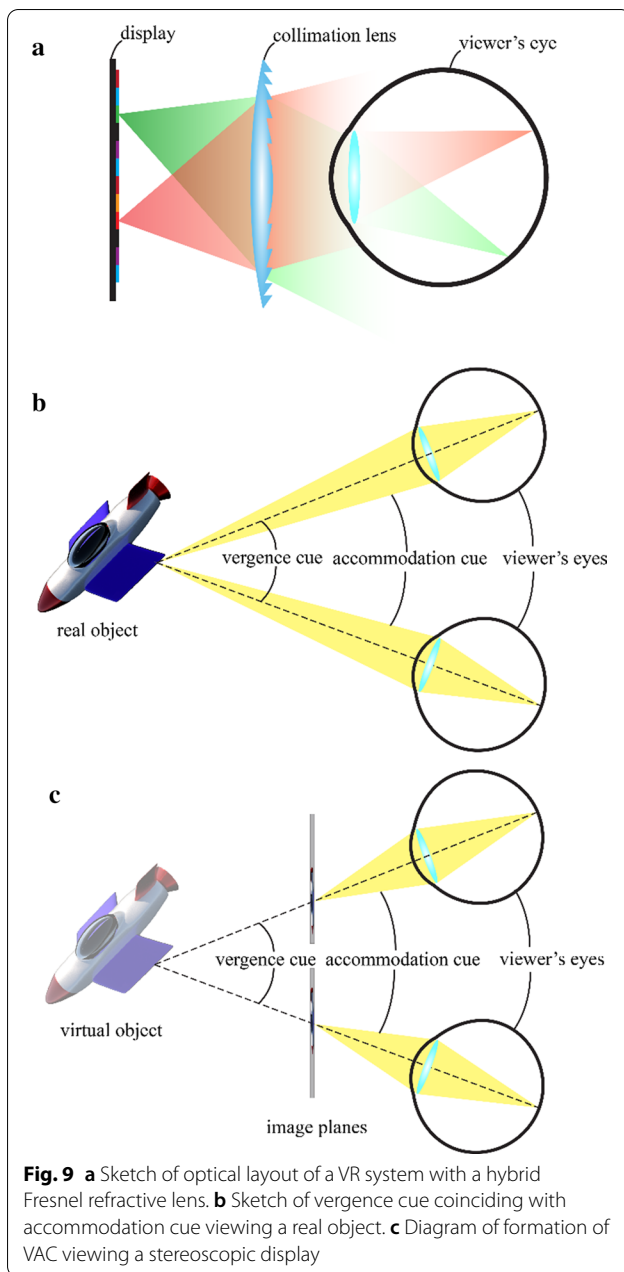 a
display
collimation lens
viewer's eye
b
vergence cue
accommodation cue
viewer's eyes
real object
c
vergence cue
accommodation cue
viewer's eyes
virtual object
image planes
Fig. 9 a Sketch of optical layout of a VR system with a hybrid
Fresnel refractive lens. b Sketch of vergence cue coinciding with
accommodation cue viewing a real object. c Diagram of formation of
VAC viewing a stereoscopic display